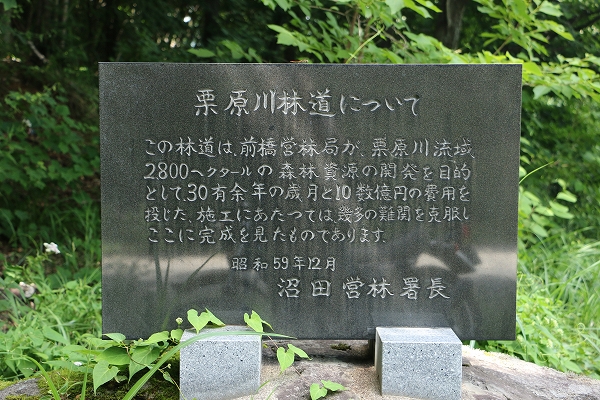 栗原川林道について
この林道は、前橋営林局が、栗原川流域、
2800ヘクタールの森林資源の開発を目的
として、30有余年の歳月と10数億円の費用を
投じた、施工にあたつては、幾多の難関を克服し
ここに完成を見たものであります。
昭和59年12月
沼田営林署長